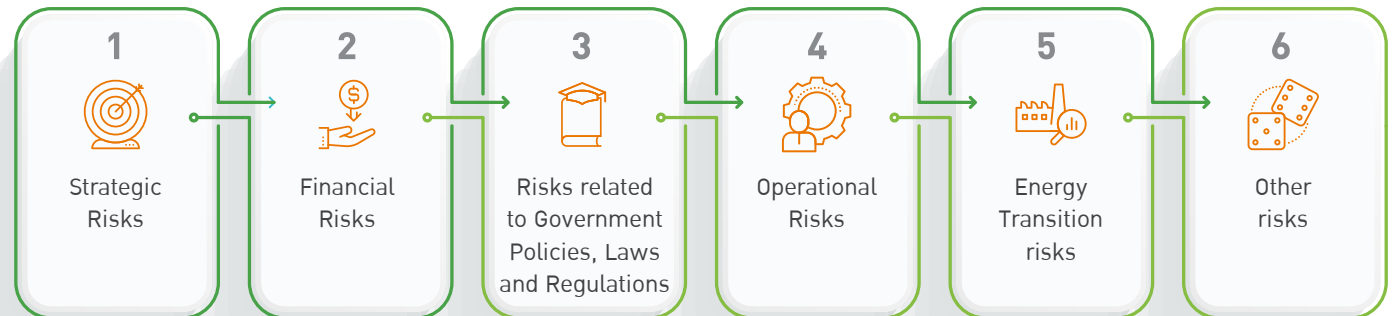 1
Strategic
Risks
2
$
Financial
Risks
3
Risks related
to Government
Policies, Laws
and Regulations
4
Operational
Risks
5
Energy
Transition
risks
6
Other
risks